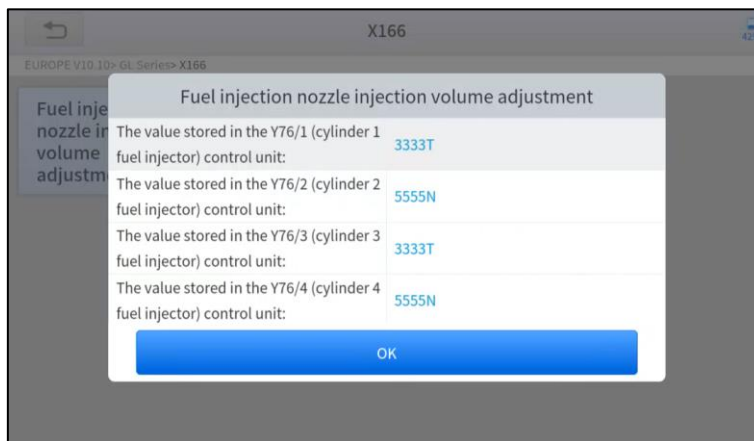 X166
42%
EUROPE V10.10> GL Series> X166
Fuel inje
nozzle in
volume
adjustm
Fuel injection nozzle injection volume adjustment
The value stored in the Y76/1 (cylinder 1
fuel injector) control unit:
3333T
The value stored in the Y76/2 (cylinder 2
fuel injector) control unit:
5555N
The value stored in the Y76/3 (cylinder 3
fuel injector) control unit:
3333T
The value stored in the Y76/4 (cylinder 4
fuel injector) control unit:
5555N
OK